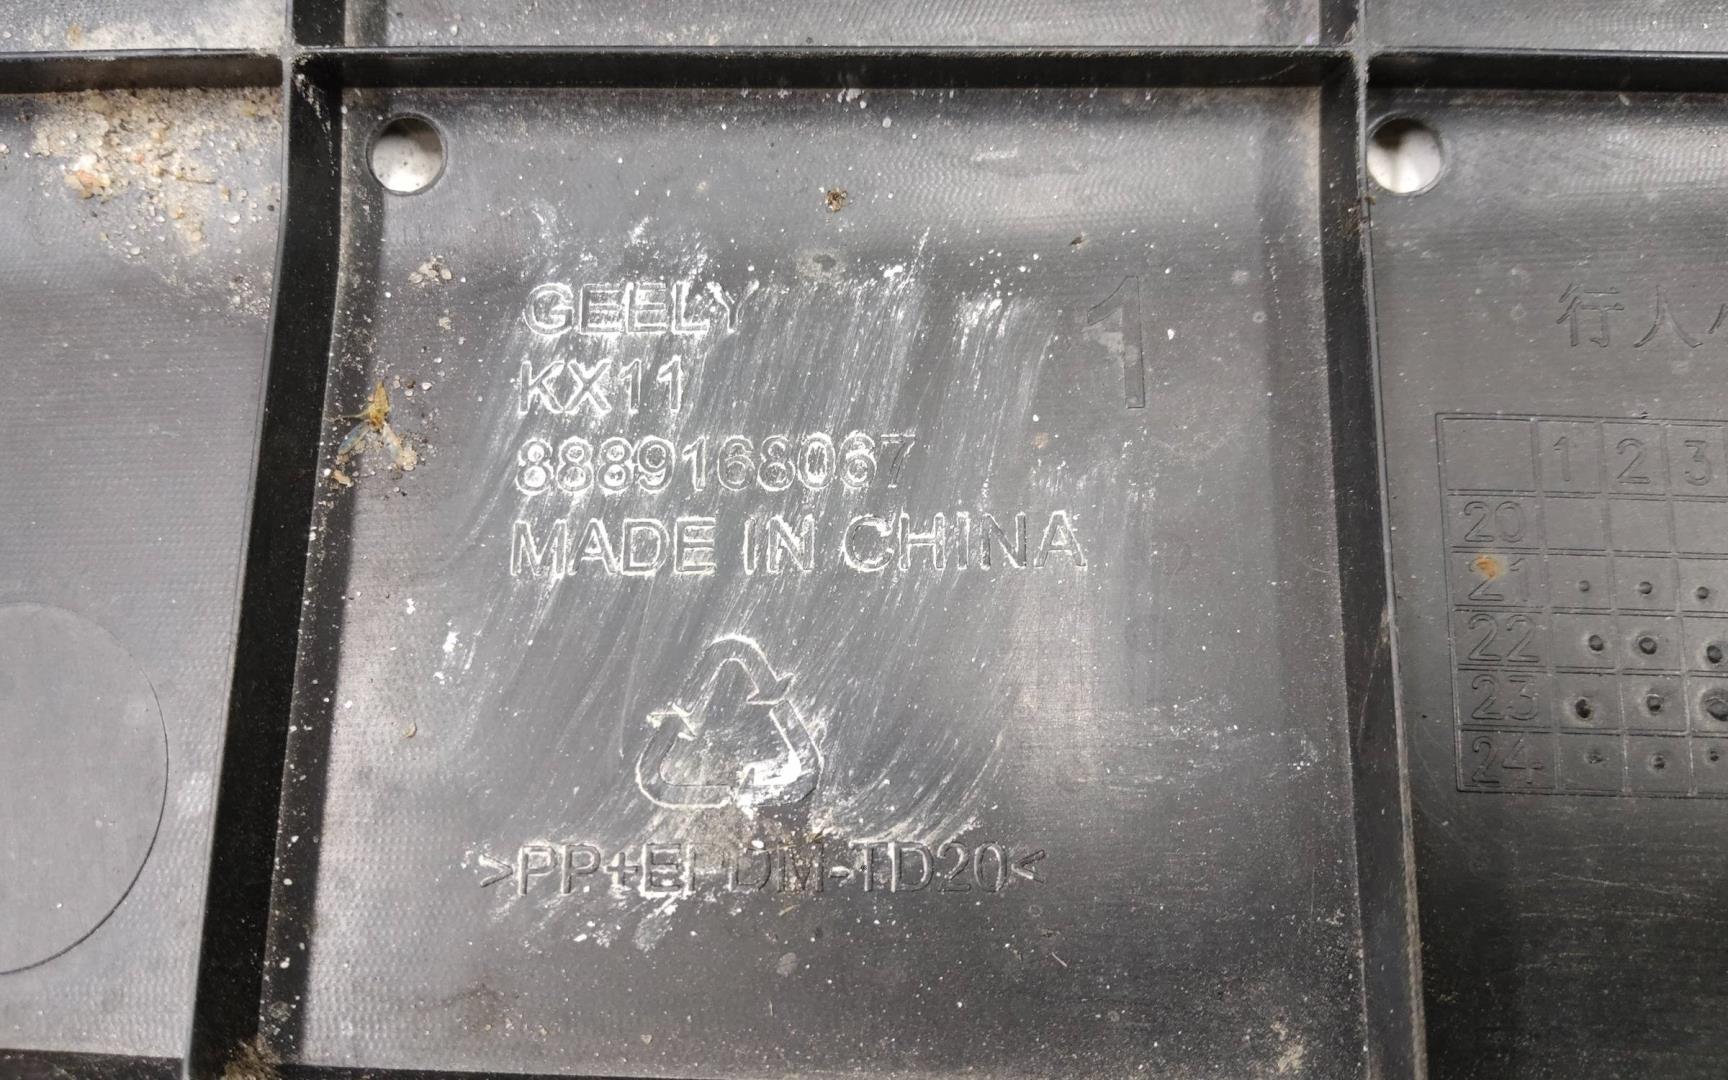 GEELY
KX11
8889168067
MADE IN CHINA
>PP+EPDM-TD20<
1
行人
1 2 3
20
21
22
23
24